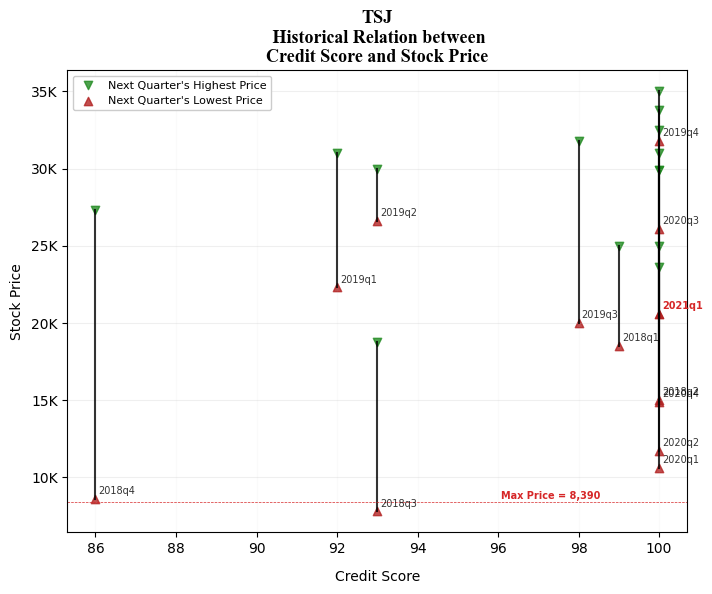 TSJ
Historical Relation between
Credit Score and Stock Price
Next Quarter's Highest Price
Next Quarter's Lowest Price
35K
30K
25K
20K
15K
10K
Stock Price
2019q4
2019q2
2020q3
2019q1
2021q1
2019q3
2018q1
2018q2
2020q4
2020q2
2020q1
2018q4
Max Price = 8,390
2018q3
86
88
90
92
94
96
98
100
Credit Score